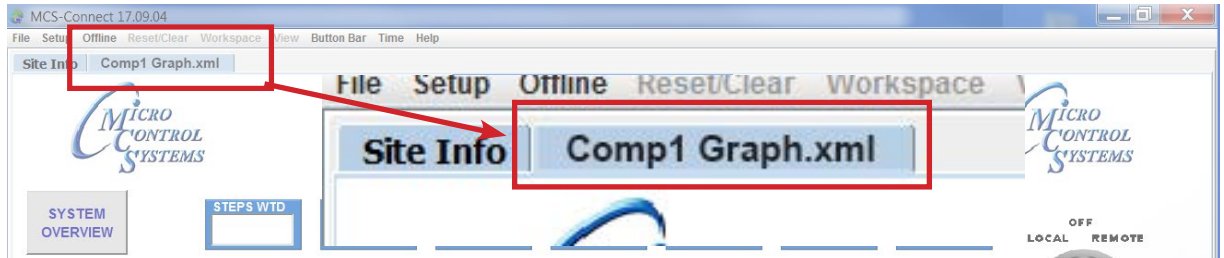 MCS-Connect 17.09.04
File Setup Offline Reset/Clear Workspace View Button Bar Time Help
Site Info Comp1 Graph.xml
File Setup Offline Reset/Clear Workspace
Site Info Comp1 Graph.xml
MICRO
CONTROL
SYSTEMS
MICRO
CONTROL
SYSTEMS
SYSTEM
OVERVIEW
STEPS WTD
OFF
LOCAL REMOTE